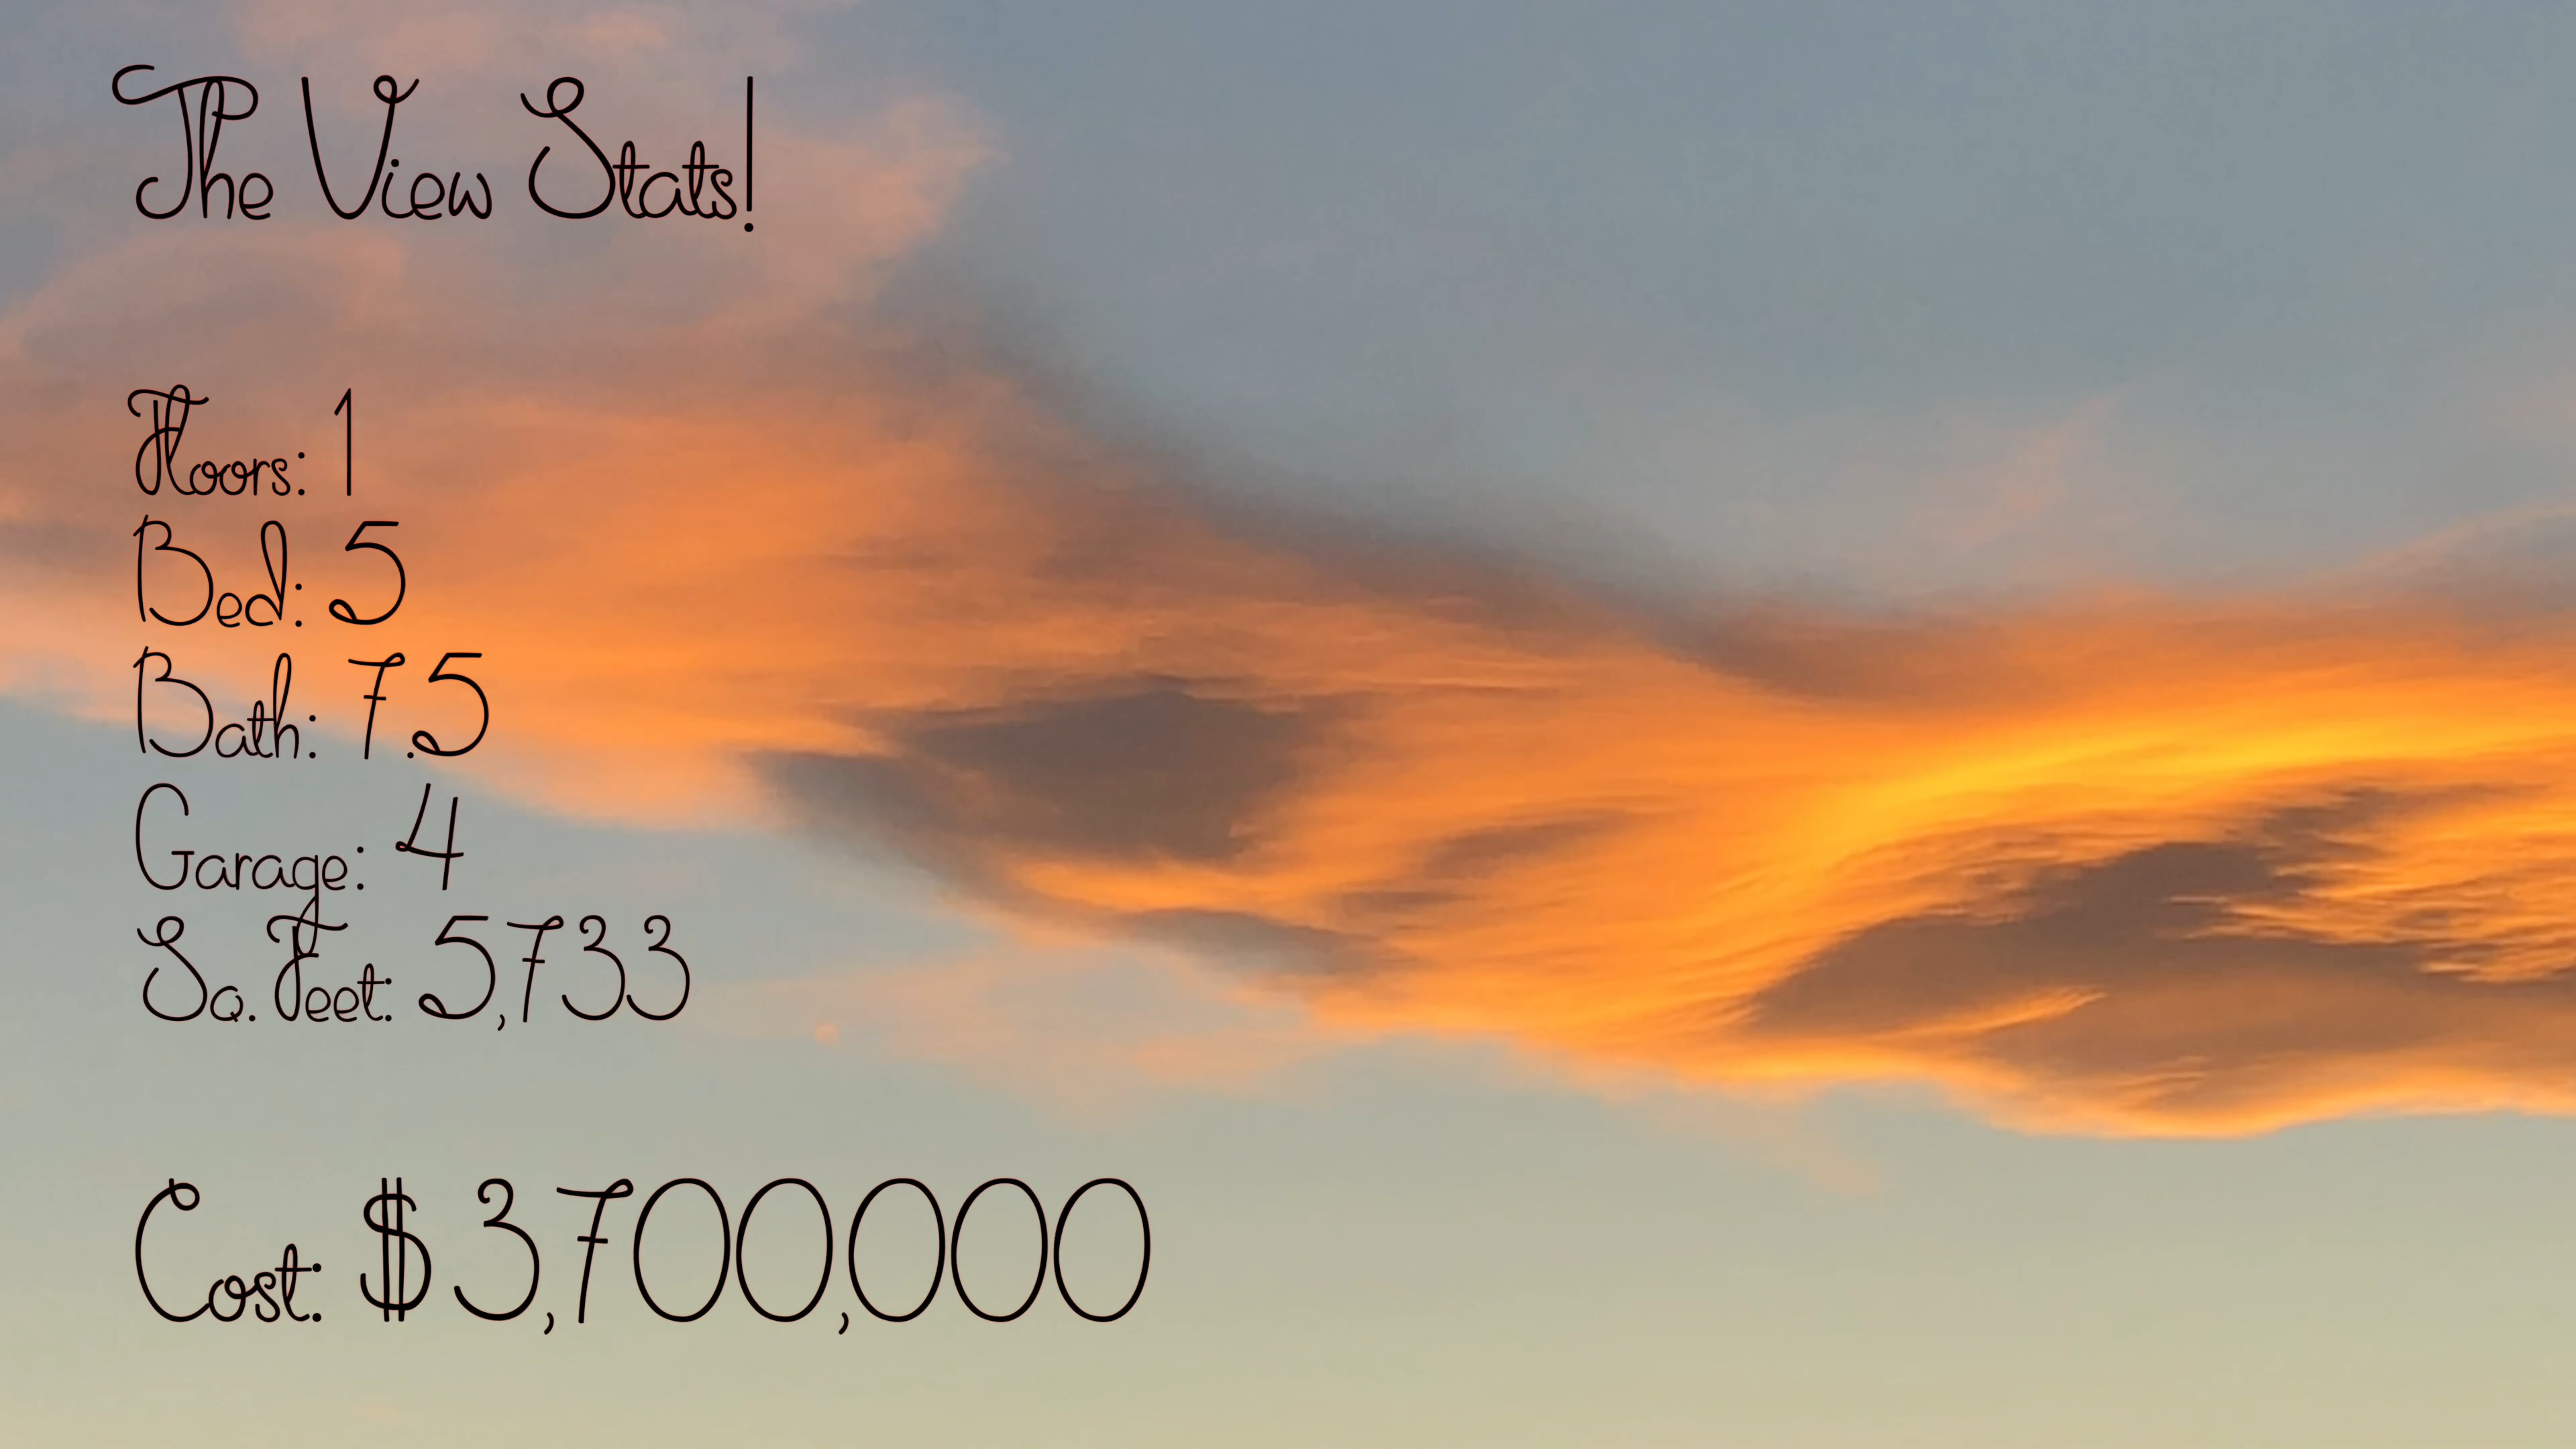 The View Stats!
Floors: 1
Bed: 5
Bath: 7.5
Garage: 4
Sq. Feet: 5,733
Cost: $3,700,000